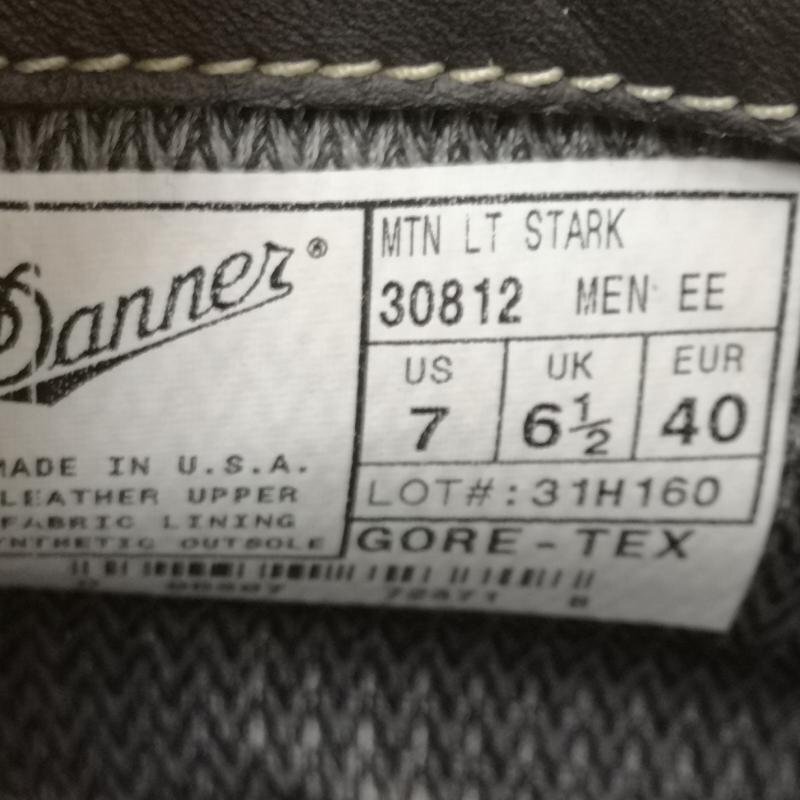 Danner®
MADE IN U.S.A.
LEATHER UPPER
FABRIC LINING
SYNTHETIC OUTSOLE
MTN LT STARK
30812 MEN EE
US UK EUR
7 6½ 40
LOT#:31H160
GORE-TEX